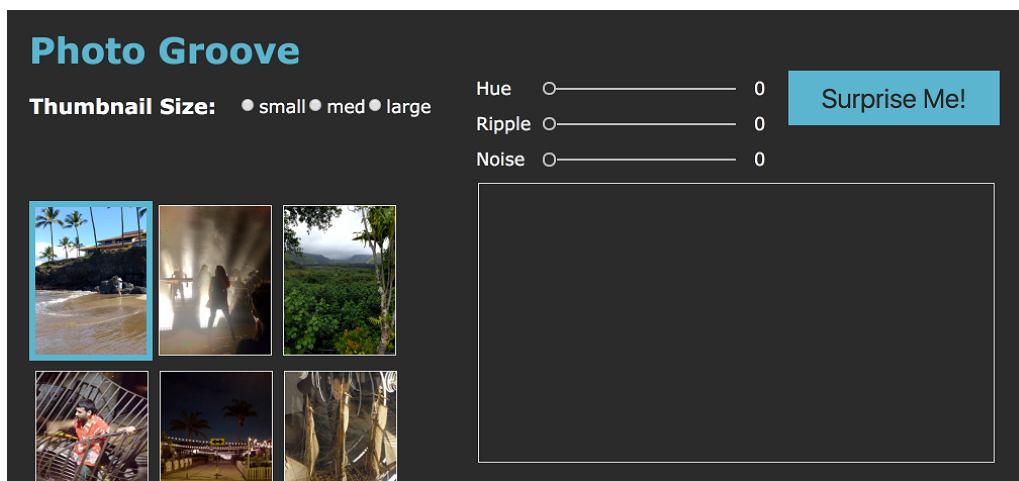 Photo Groove
Thumbnail Size: small med large
Hue 0
Ripple 0
Noise 0
Surprise Me!